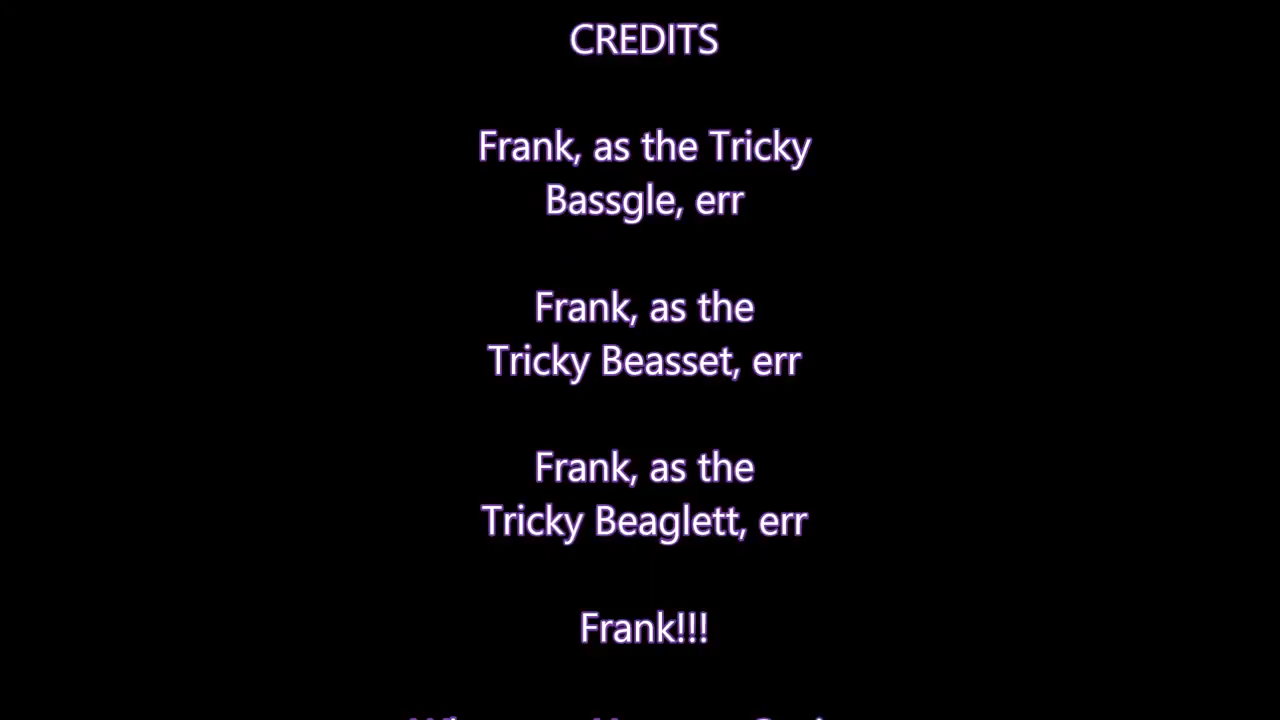 CREDITS
Frank, as the Tricky
Bassgle, err
Frank, as the
Tricky Beasset, err
Frank, as the
Tricky Beaglett, err
Frank!!!